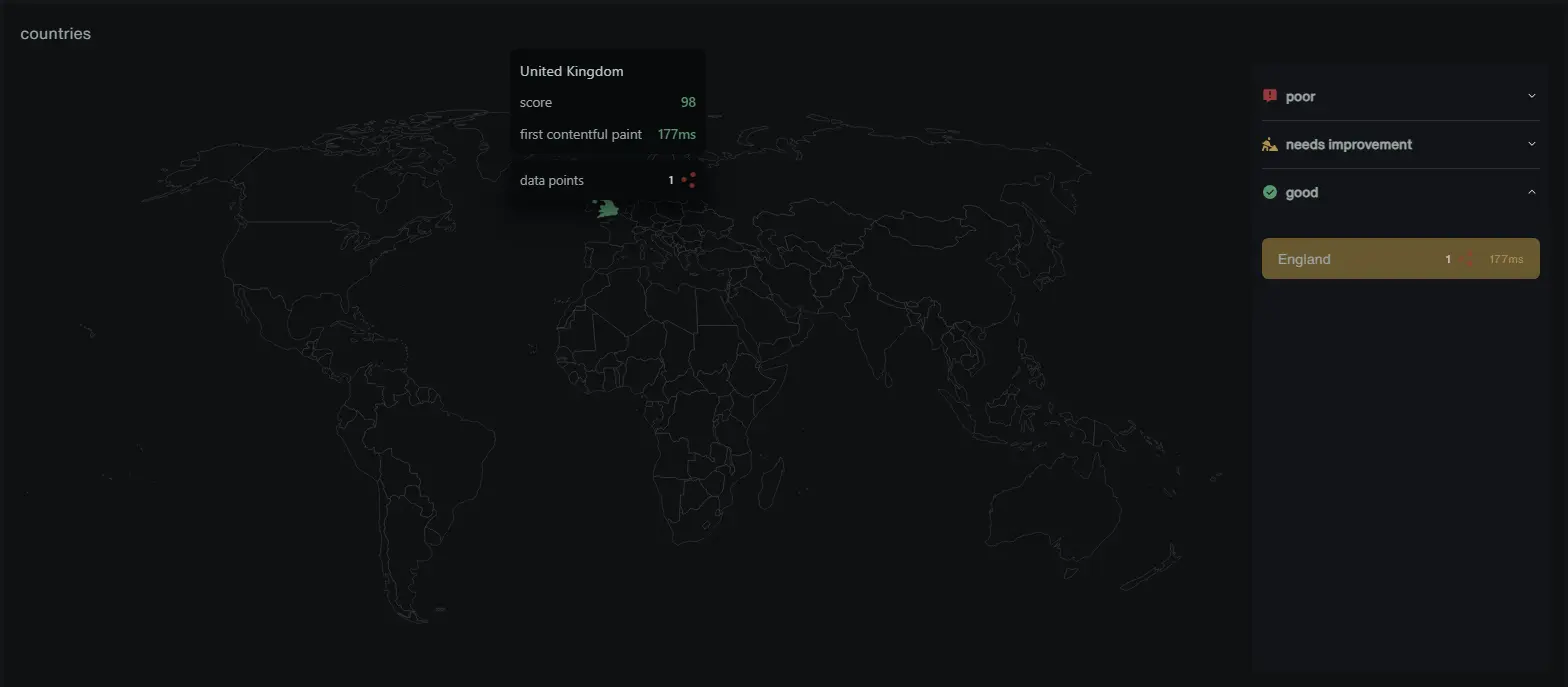 countries
United Kingdom
score 98
first contentful paint 177ms
data points 1
poor
needs improvement
good
England 1 177ms